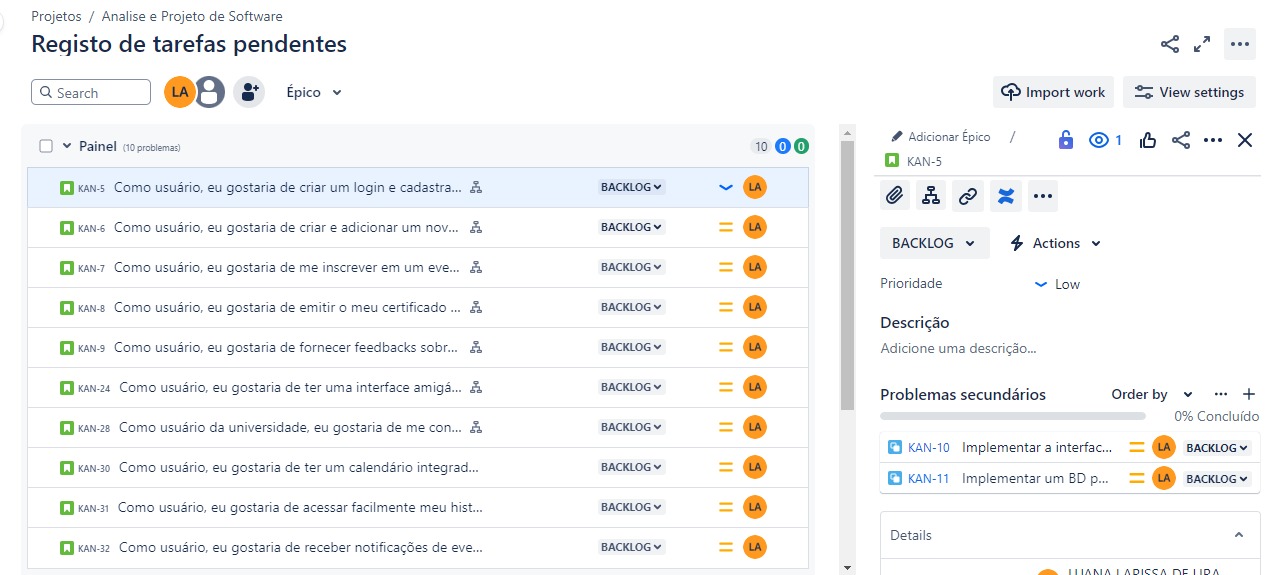 Projetos / Analise e Projeto de Software
Registo de tarefas pendentes
Search
LA
Épico
Import work
View settings
Painel (10 problemas)
10 0 0
KAN-5 Como usuário, eu gostaria de criar um login e cadastra... BACKLOG LA
KAN-6 Como usuário, eu gostaria de criar e adicionar um nov... BACKLOG LA
KAN-7 Como usuário, eu gostaria de me inscrever em um eve... BACKLOG LA
KAN-8 Como usuário, eu gostaria de emitir o meu certificado ... BACKLOG LA
KAN-9 Como usuário, eu gostaria de fornecer feedbacks sobr... BACKLOG LA
KAN-24 Como usuário, eu gostaria de ter uma interface amigá... BACKLOG LA
KAN-28 Como usuário da universidade, eu gostaria de me con... BACKLOG LA
KAN-30 Como usuário, eu gostaria de ter um calendário integrad... BACKLOG LA
KAN-31 Como usuário, eu gostaria de acessar facilmente meu hist... BACKLOG LA
KAN-32 Como usuário, eu gostaria de receber notificações de eve... BACKLOG LA
Adicionar Épico /
1
KAN-5
BACKLOG
Actions
Prioridade Low
Descrição
Adicione uma descrição...
Problemas secundários Order by
0% Concluído
KAN-10 Implementar a interfac... LA BACKLOG
KAN-11 Implementar um BD p... LA BACKLOG
Details
LUANA LARISSA DE LIRA